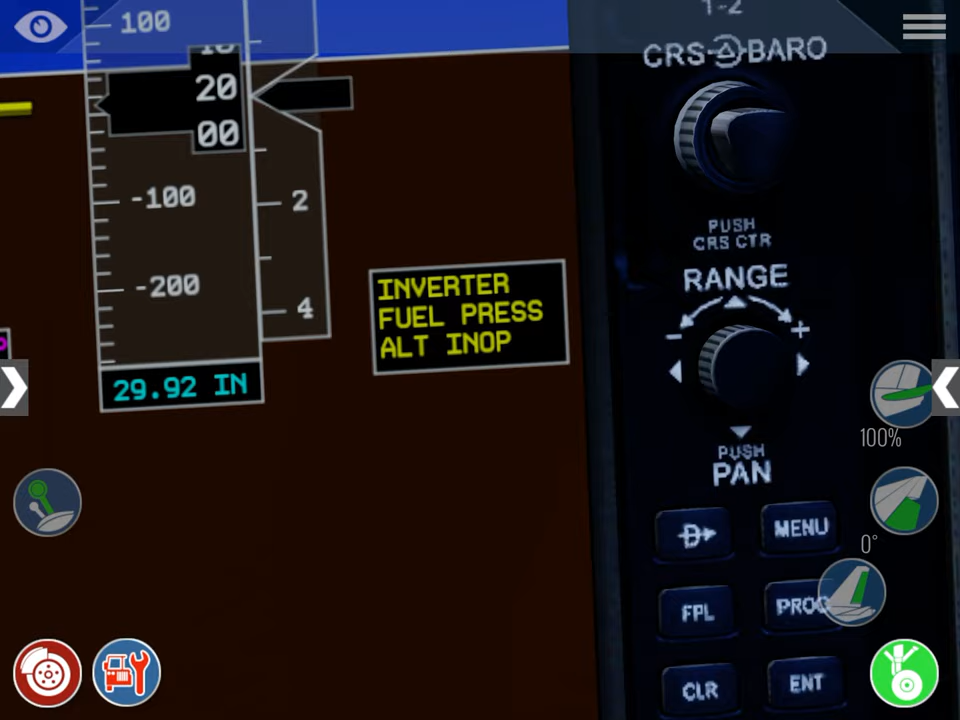 1-2
100
CRS BARO
10
20
00
-100
2
PUSH
CRS CTR
-200
4
INVERTER
FUEL PRESS
ALT INOP
RANGE
- +
29.92 IN
100%
PUSH
PAN
D
MENU
0°
FPL
PROC
CLR
ENT